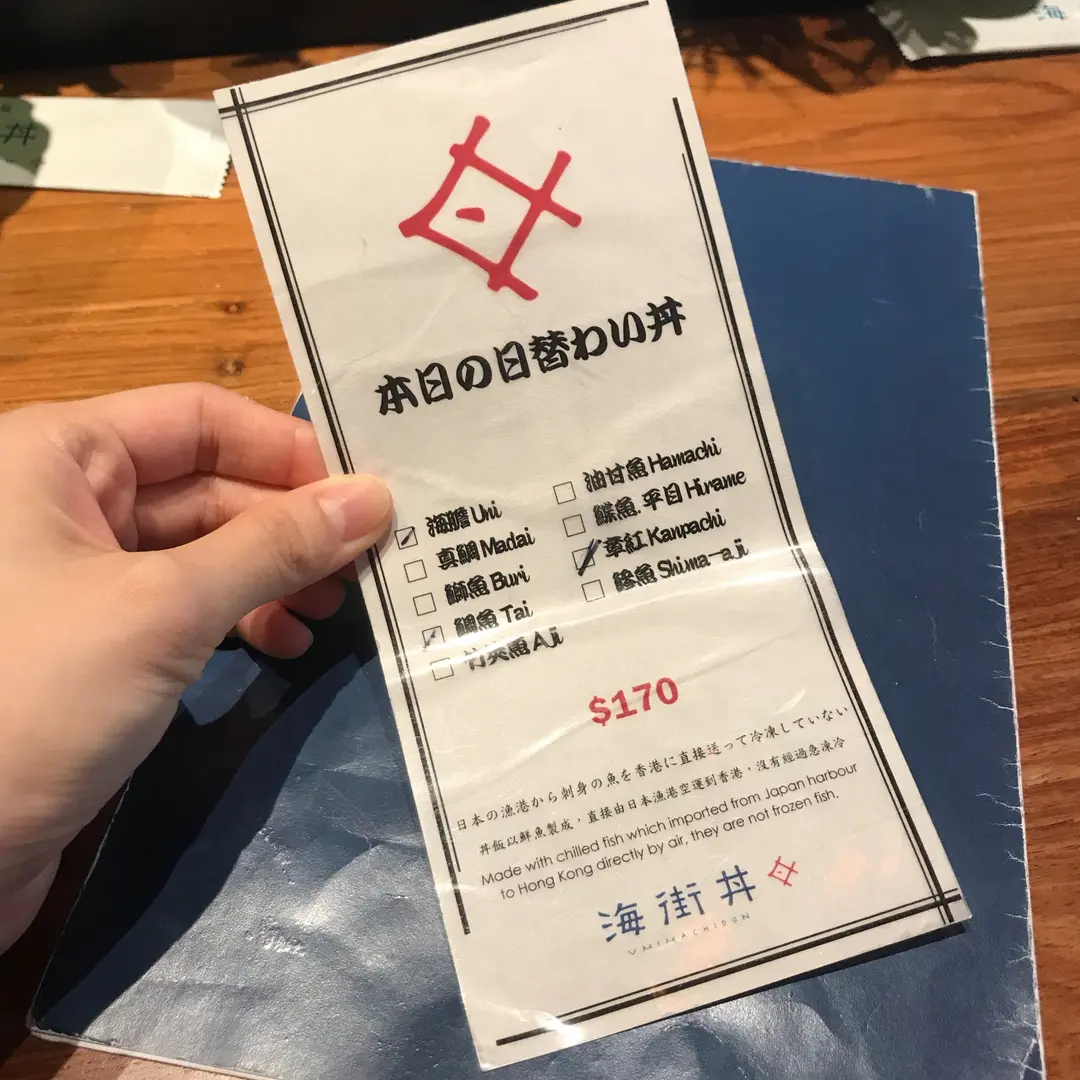 本日の日替わい丼
海膽 Uni
真鯛 Madai
鰤魚 Buri
鯛魚 Tai
竹筴魚 Aji
油甘魚 Hamachi
鰈魚.平目 Hirame
章紅 Kanpachi
鰺魚 Shima-aji
$170
日本の漁港から刺身の魚を香港に直接送って冷凍していない
丼飯以鮮魚製成，直接由日本漁港空運到香港，沒有經過急凍冷
Made with chilled fish which imported from Japan harbour
to Hong Kong directly by air, they are not frozen fish.
海街丼
UMIMACHIDON
丼
海